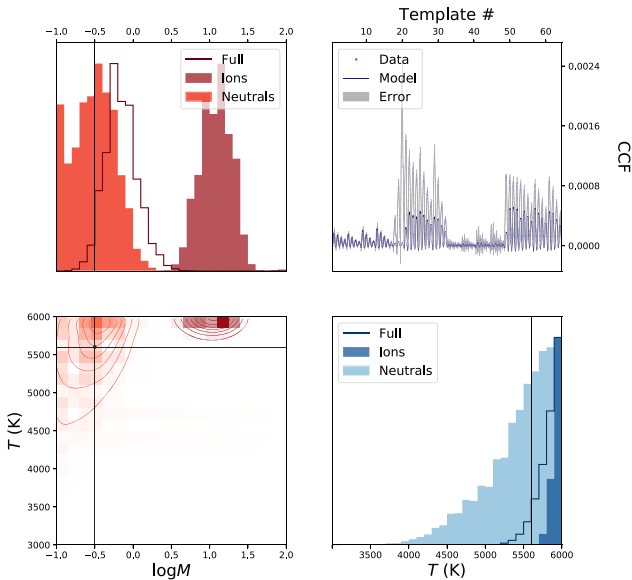 Template #
−1.0 −0.5 0.0 0.5 1.0 1.5 2.0
0 10 20 30 40 50 60
Full
Ions
Neutrals
Data
Model
Error
0,0024
0,0016
0,0008
0,0000
CCF
6000
5500
5000
4500
4000
3500
3000
T (K)
−1,0 −0,5 0,0 0,5 1,0 1,5 2,0
logM
Full
Ions
Neutrals
3500 4000 4500 5000 5500 6000
T (K)